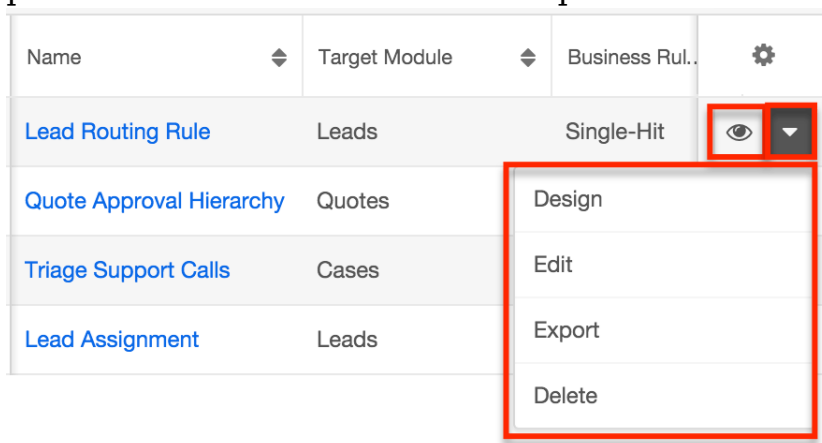 Name Target Module Business Rul..
Lead Routing Rule Leads Single-Hit
Quote Approval Hierarchy Quotes
Design
Triage Support Calls Cases
Edit
Lead Assignment Leads
Export
Delete